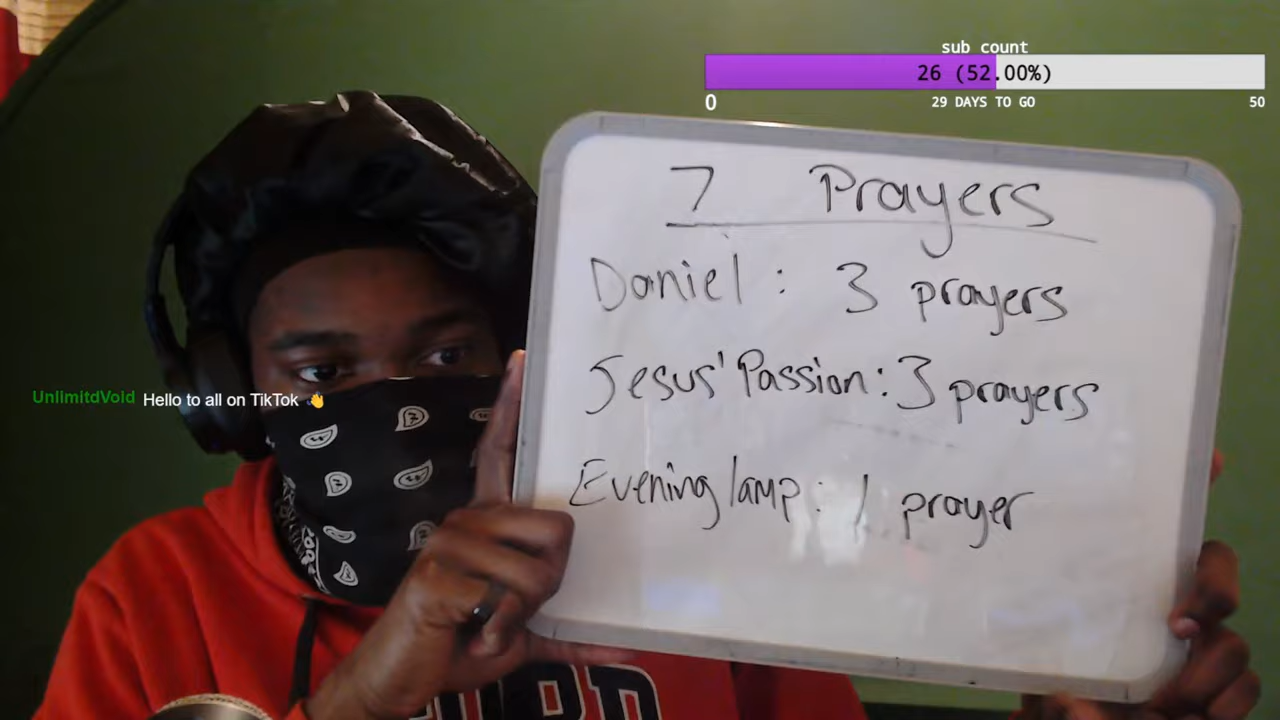 sub count
26 (52.00%)
0 29 DAYS TO GO 50
7 Prayers
Daniel: 3 prayers
Jesus' Passion: 3 prayers
Evening lamp: 1 prayer
UnlimitdVoid Hello to all on TikTok 👋